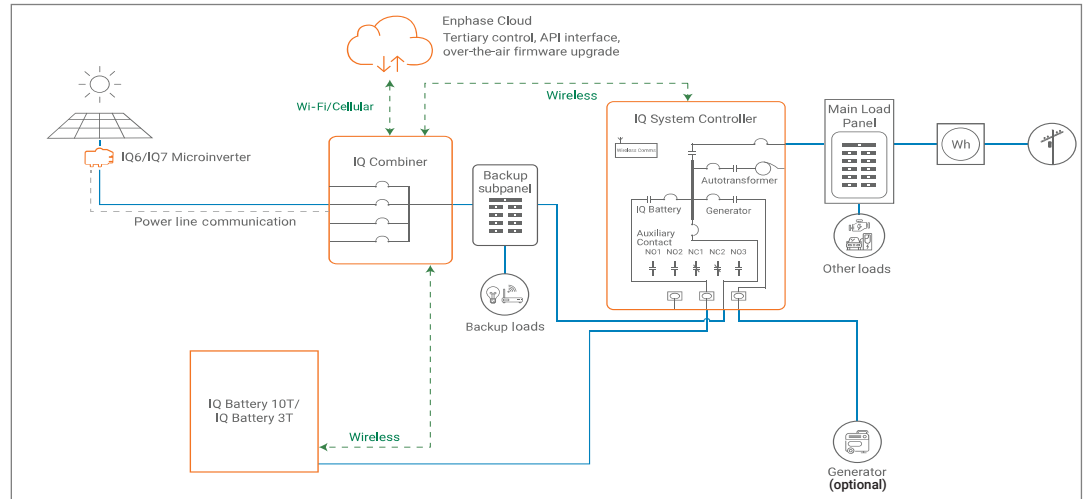 Enphase Cloud
Tertiary control, API interface,
over-the-air firmware upgrade
Wi-Fi/Cellular
Wireless
IQ6/IQ7 Microinverter
Power line communication
IQ Combiner
Backup
subpanel
Backup loads
IQ System Controller
Wireless Comms
Autotransformer
IQ Battery
Generator
Auxiliary
Contact
NO1 NO2 NC1 NC2 NO3
Main Load
Panel
Other loads
Wh
IQ Battery 10T/
IQ Battery 3T
Wireless
Generator
(optional)